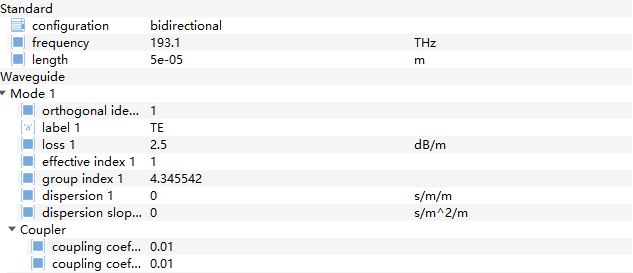 Standard
configuration bidirectional
frequency 193.1 THz
length 5e-05 m
Waveguide
Mode 1
orthogonal ide... 1
'a' label 1 TE
loss 1 2.5 dB/m
effective index 1 1
group index 1 4.345542
dispersion 1 0 s/m/m
dispersion slop... 0 s/m^2/m
Coupler
coupling coef... 0.01
coupling coef... 0.01